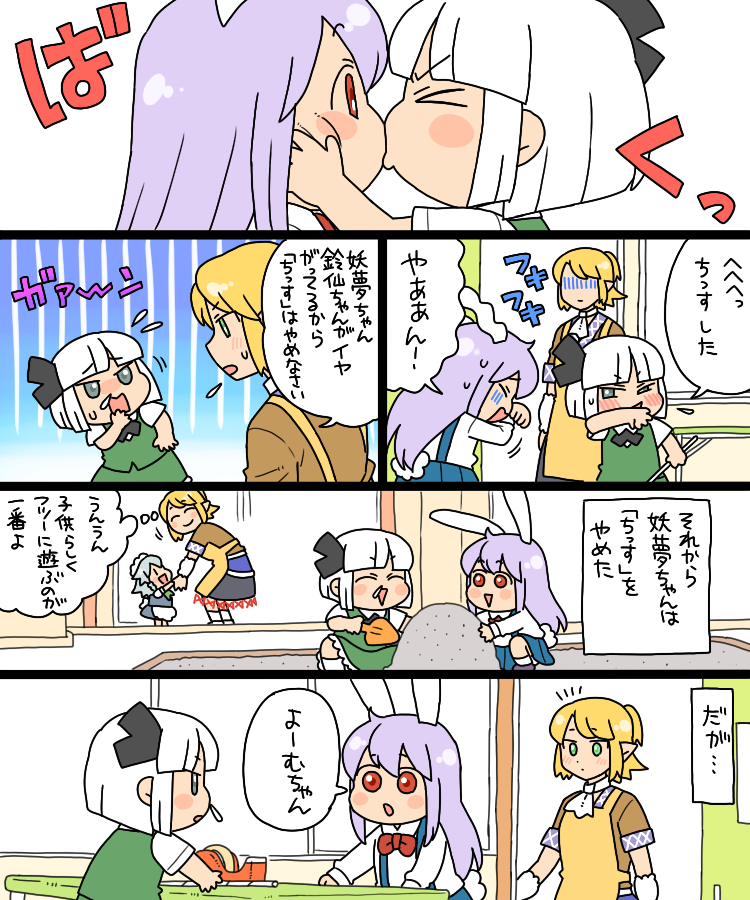 ばくっ
へへへっ
ちっすした
やああんー!
フキ
フキ
妖夢ちゃん
鈴仙ちゃんがイヤ
がってるから
「ちっす」はやめなさい
ガァ〜ン
それから
妖夢ちゃんは
「ちっす」を
やめた
うんうん
子供らしく
フツーに遊ぶのが
一番よ
だが…
よーむちゃん